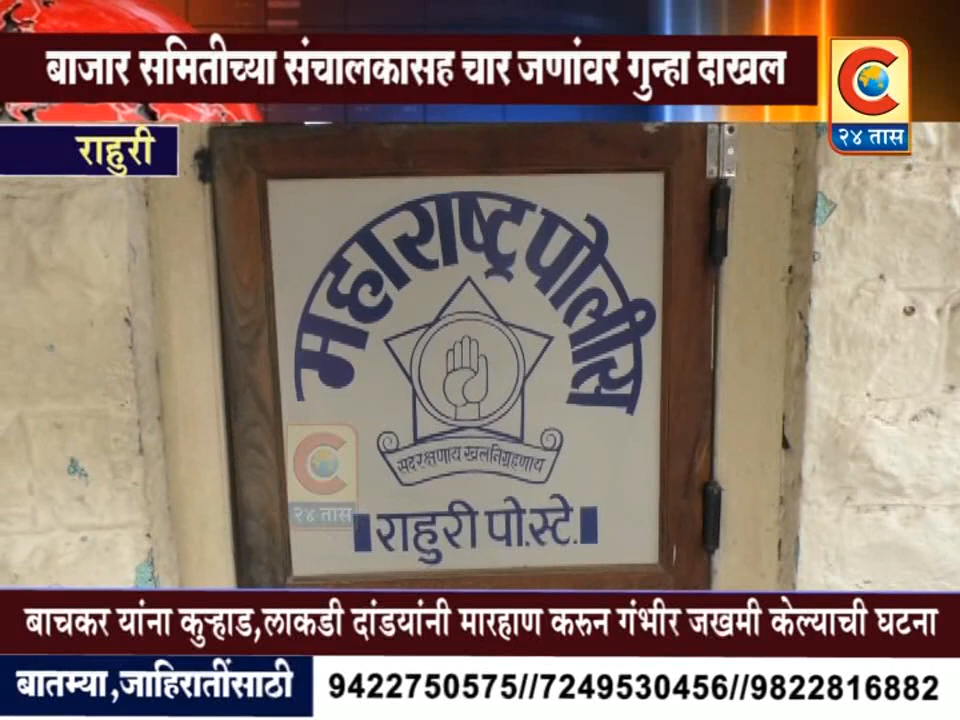 बाजार समितीच्या संचालकासह चार जणांवर गुन्हा दाखल
C
२४ तास
राहुरी
महाराष्ट्र पोलीस
सद्‌रक्षणाय खलनिग्रहणाय
C
२४ तास
राहुरी पो.स्टे.
बाचकर यांना कुऱ्हाड,लाकडी दांडयांनी मारहाण करुन गंभीर जखमी केल्याची घटना
बातम्या,जाहिरातींसाठी 9422750575//7249530456//9822816882